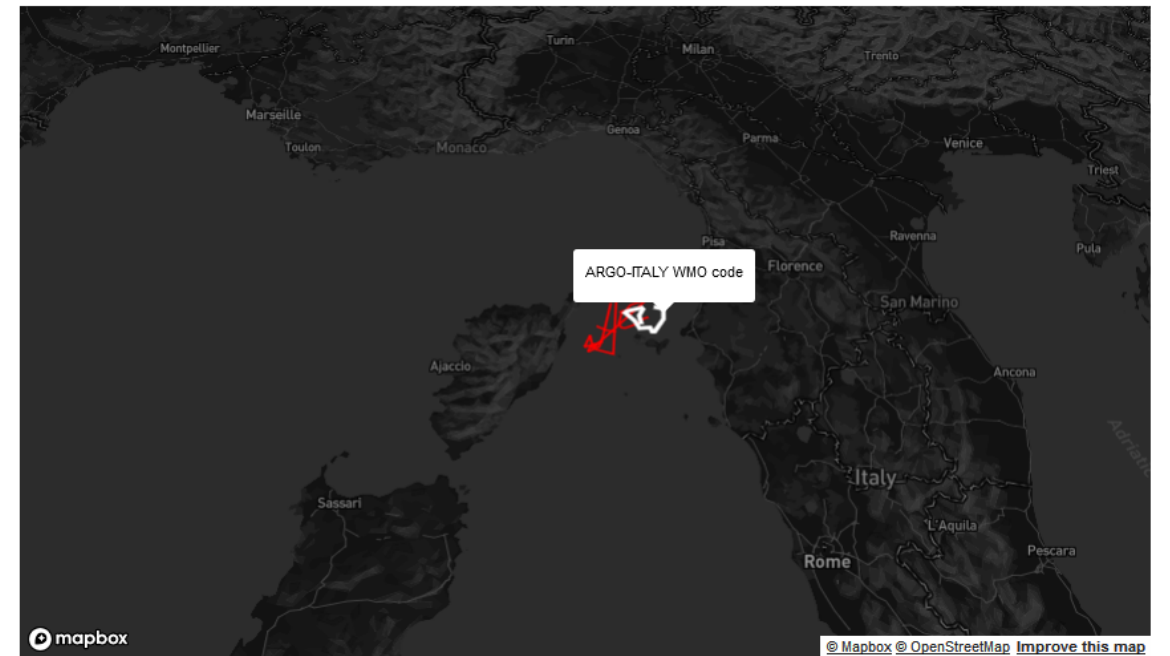 Turin
Milan
Montpellier
Trento
Marseille
Genoa
Parma
Venice
Toulon
Monaco
Triest
Pisa
Ravenna
Pula
Florence
ARGO-ITALY WMO code
San Marino
Ajaccio
Ancona
Adriatic
Italy
Sassari
L'Aquila
Pescara
Rome
mapbox
© Mapbox © OpenStreetMap Improve this map